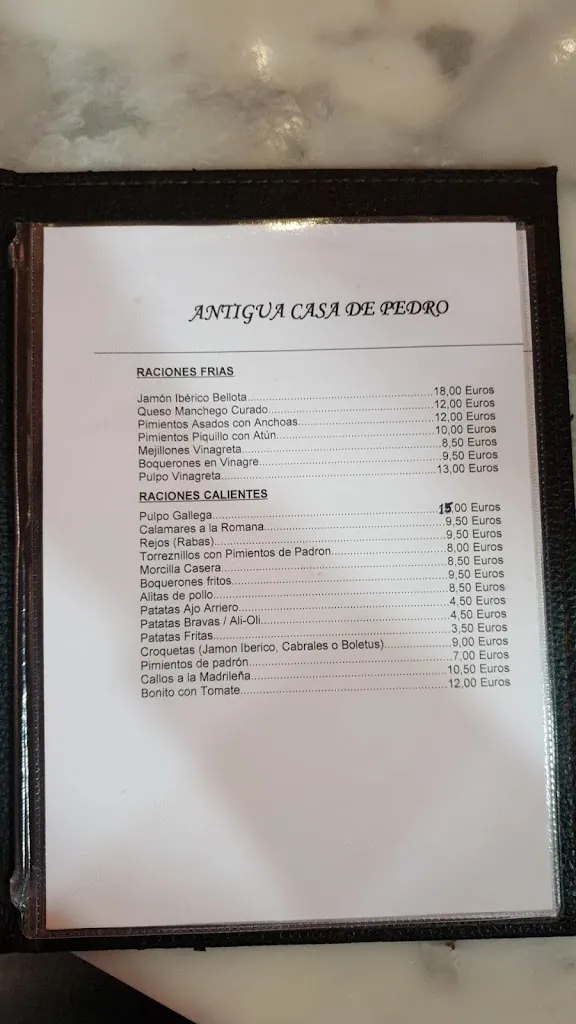 ANTIGUA CASA DE PEDRO
RACIONES FRIAS
Jamón Ibérico Bellota 18,00 Euros
Queso Manchego Curado 12,00 Euros
Pimientos Asados con Anchoas 12,00 Euros
Pimientos Piquillo con Atún 10,00 Euros
Mejillones Vinagreta 8,50 Euros
Boquerones en Vinagre 9,50 Euros
Pulpo Vinagreta 13,00 Euros
RACIONES CALIENTES
Pulpo Gallega 15,00 Euros
Calamares a la Romana 9,50 Euros
Rejos (Rabas) 9,50 Euros
Torreznillos con Pimientos de Padron 8,00 Euros
Morcilla Casera 8,50 Euros
Boquerones fritos 9,50 Euros
Alitas de pollo 8,50 Euros
Patatas Ajo Arriero 4,50 Euros
Patatas Bravas / Ali-Oli 4,50 Euros
Patatas Fritas 3,50 Euros
Croquetas (Jamon Iberico, Cabrales o Boletus) 9,00 Euros
Pimientos de padrón 7,00 Euros
Callos a la Madrileña 10,50 Euros
Bonito con Tomate 12,00 Euros